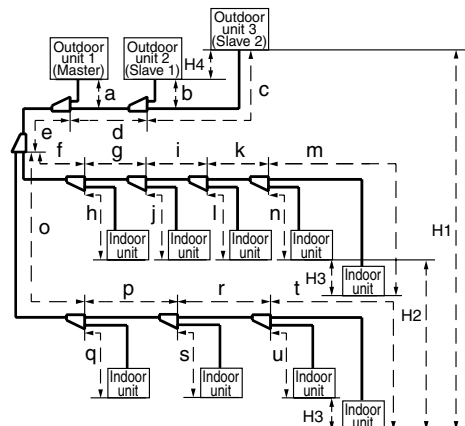 Outdoor
unit 1
(Master)
Outdoor
unit 2
(Slave 1)
Outdoor
unit 3
(Slave 2)
H4
a
b
c
d
e
f
g
i
k
m
h
j
l
n
o
H1
Indoor
unit
Indoor
unit
Indoor
unit
Indoor
unit
H3
Indoor
unit
H2
p
r
t
q
s
u
Indoor
unit
Indoor
unit
Indoor
unit
H3
Indoor
unit